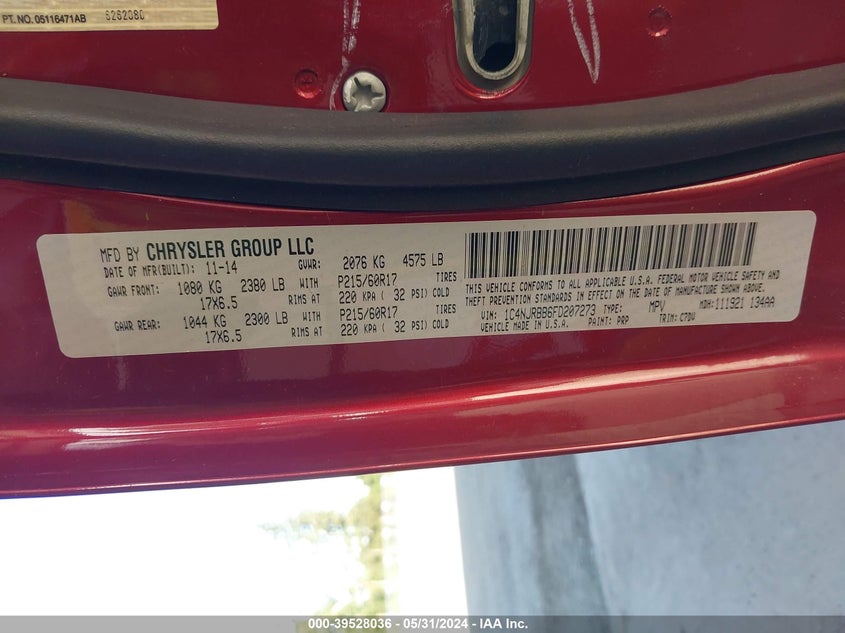 PT. NO. 05116471AB 6262380
MFD BY CHRYSLER GROUP LLC
DATE OF MFR(BUILT): 11-14 GVWR: 2076 KG 4575 LB
GAWR FRONT: 1080 KG 2380 LB WITH P215/60R17 TIRES
17X6.5 RIMS AT 220 KPA ( 32 PSI) COLD
GAWR REAR: 1044 KG 2300 LB WITH P215/60R17 TIRES
17X6.5 RIMS AT 220 KPA ( 32 PSI) COLD
THIS VEHICLE CONFORMS TO ALL APPLICABLE U.S.A. FEDERAL MOTOR VEHICLE SAFETY AND
THEFT PREVENTION STANDARDS IN EFFECT ON THE DATE OF MANUFACTURE SHOWN ABOVE.
VIN: 1C4NJRBB6FD207273 TYPE: MPV MDH: 111921 134AA
VEHICLE MADE IN U.S.A. PAINT: PRP TRIM: C7DV
000-39528036 - 05/31/2024 - IAA Inc.